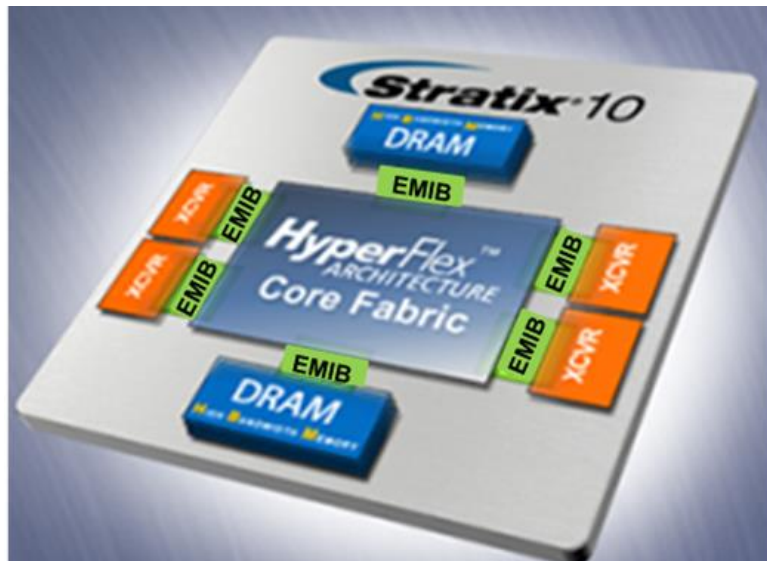 Stratix 10
HIGH BANDWIDTH MEMORY
DRAM
EMIB
XCVR
EMIB
XCVR
EMIB
HyperFlex™
ARCHITECTURE
Core Fabric
EMIB
XCVR
EMIB
XCVR
EMIB
DRAM
HIGH BANDWIDTH MEMORY